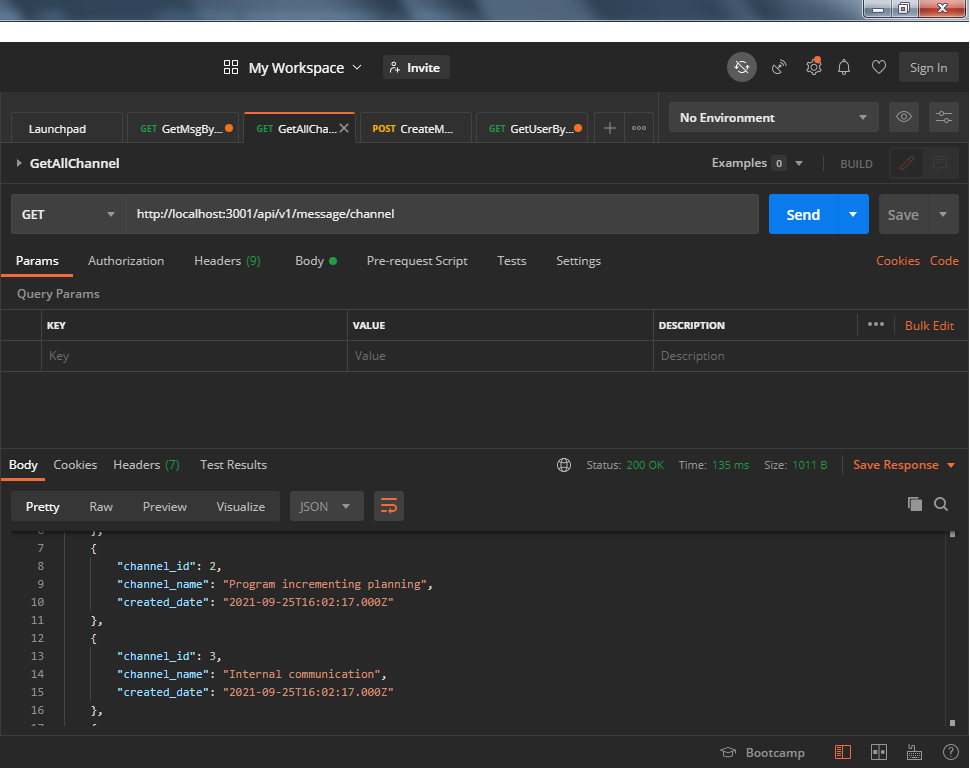 My Workspace
Invite
Sign In
Launchpad
GET GetMsgBy...
GET GetAllCha...
POST CreateM...
GET GetUserBy...
No Environment
GetAllChannel
Examples 0
BUILD
GET
http://localhost:3001/api/v1/message/channel
Send
Save
Params
Authorization
Headers (9)
Body
Pre-request Script
Tests
Settings
Cookies
Code
Query Params
KEY
VALUE
DESCRIPTION
Bulk Edit
Key
Value
Description
Body
Cookies
Headers (7)
Test Results
Status: 200 OK
Time: 135 ms
Size: 1011 B
Save Response
Pretty
Raw
Preview
Visualize
JSON
6 },
7 {
8 "channel_id": 2,
9 "channel_name": "Program incrementing planning",
10 "created_date": "2021-09-25T16:02:17.000Z"
11 },
12 {
13 "channel_id": 3,
14 "channel_name": "Internal communication",
15 "created_date": "2021-09-25T16:02:17.000Z"
16 },
17 {
Bootcamp